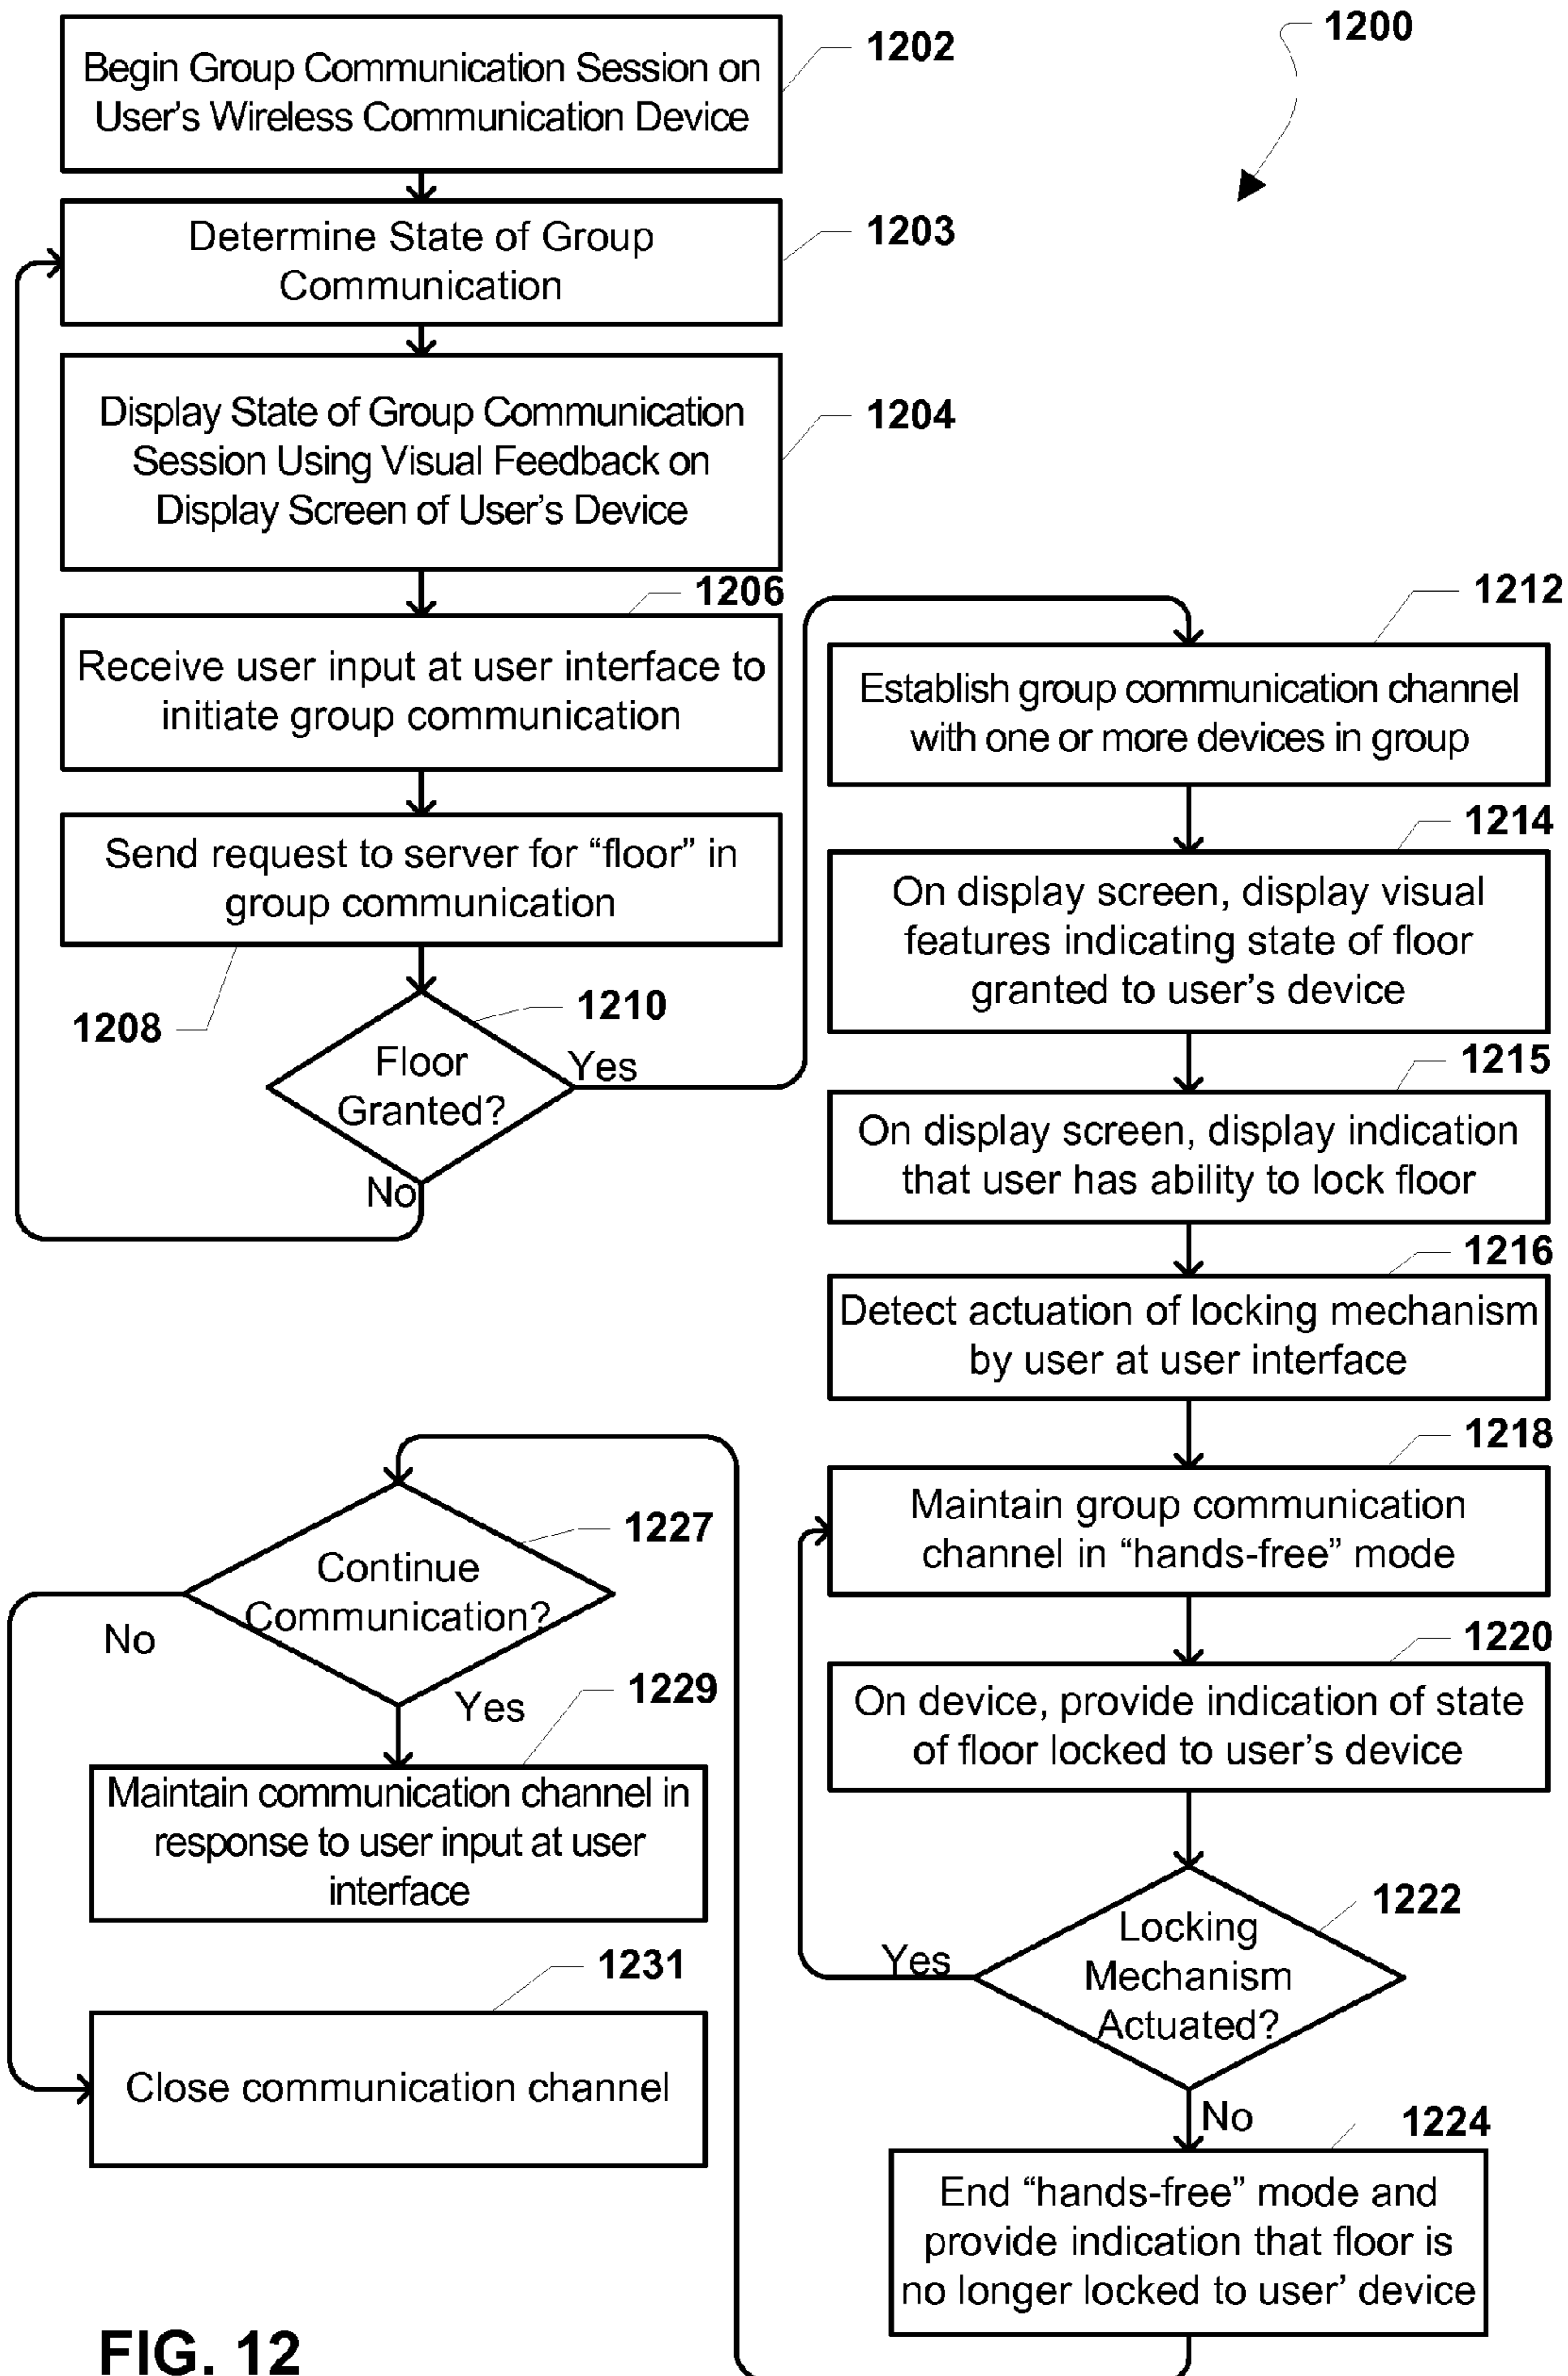 1200
Begin Group Communication Session on
User's Wireless Communication Device
1202
Determine State of Group
Communication
1203
Display State of Group Communication
Session Using Visual Feedback on
Display Screen of User's Device
1204
1206
Receive user input at user interface to
initiate group communication
Send request to server for “floor” in
group communication
1208
1210
Floor
Granted?
Yes
No
1212
Establish group communication channel
with one or more devices in group
1214
On display screen, display visual
features indicating state of floor
granted to user's device
1215
On display screen, display indication
that user has ability to lock floor
1216
Detect actuation of locking mechanism
by user at user interface
1218
Maintain group communication
channel in “hands-free” mode
1220
On device, provide indication of state
of floor locked to user's device
1222
Locking
Mechanism
Actuated?
Yes
No
1224
End “hands-free” mode and
provide indication that floor is
no longer locked to user' device
1227
Continue
Communication?
No
Yes
1229
Maintain communication channel in
response to user input at user
interface
1231
Close communication channel
FIG. 12